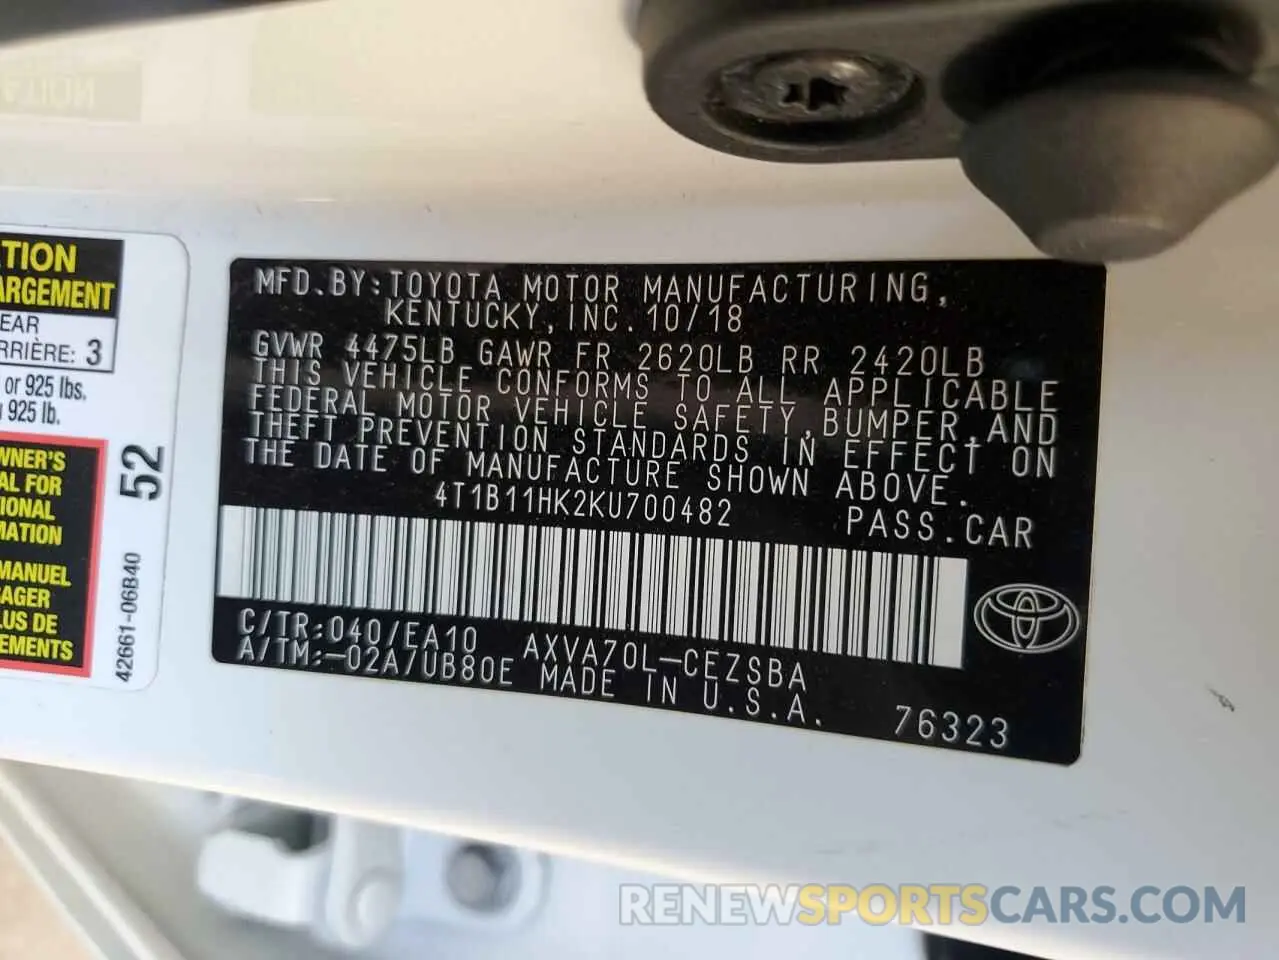 TION
ARGEMENT
EAR
RRIÈRE: 3
or 925 lbs.
925 lb.
WNER'S
AL FOR
TIONAL
MATION
MANUEL
AGER
LUS DE
EMENTS
52
42661-06B40
MFD.BY:TOYOTA MOTOR MANUFACTURING,
KENTUCKY,INC.10/18
GVWR 4475LB GAWR FR 2620LB RR 2420LB
THIS VEHICLE CONFORMS TO ALL APPLICABLE
FEDERAL MOTOR VEHICLE SAFETY,BUMPER,AND
THEFT PREVENTION STANDARDS IN EFFECT ON
THE DATE OF MANUFACTURE SHOWN ABOVE.
4T1B11HK2KU700482 PASS.CAR
C/TR:040/EA10 AXVA70L-CEZSBA
A/TM:-02A/UB80E MADE IN U.S.A.
76323
RENEWSPORTSCARS.COM